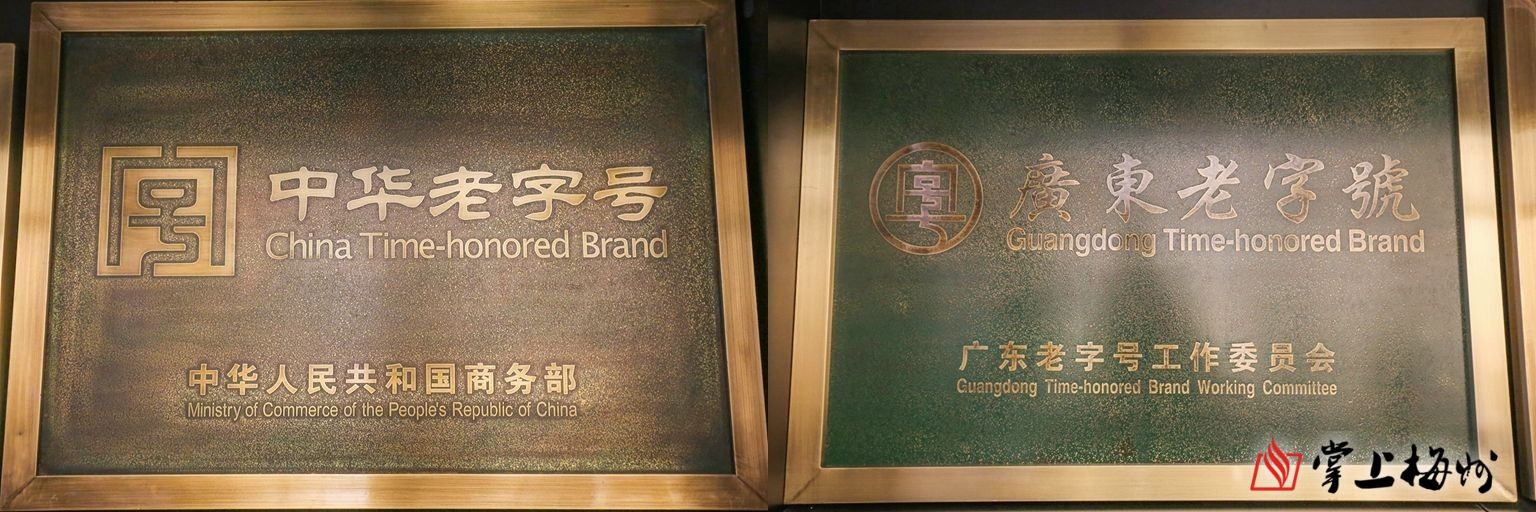 中华老字号
China Time-honored Brand
中华人民共和国商务部
Ministry of Commerce of the People's Republic of China
廣東老字號
Guangdong Time-honored Brand
广东老字号工作委员会
Guangdong Time-honored Brand Working Committee
掌上梅州